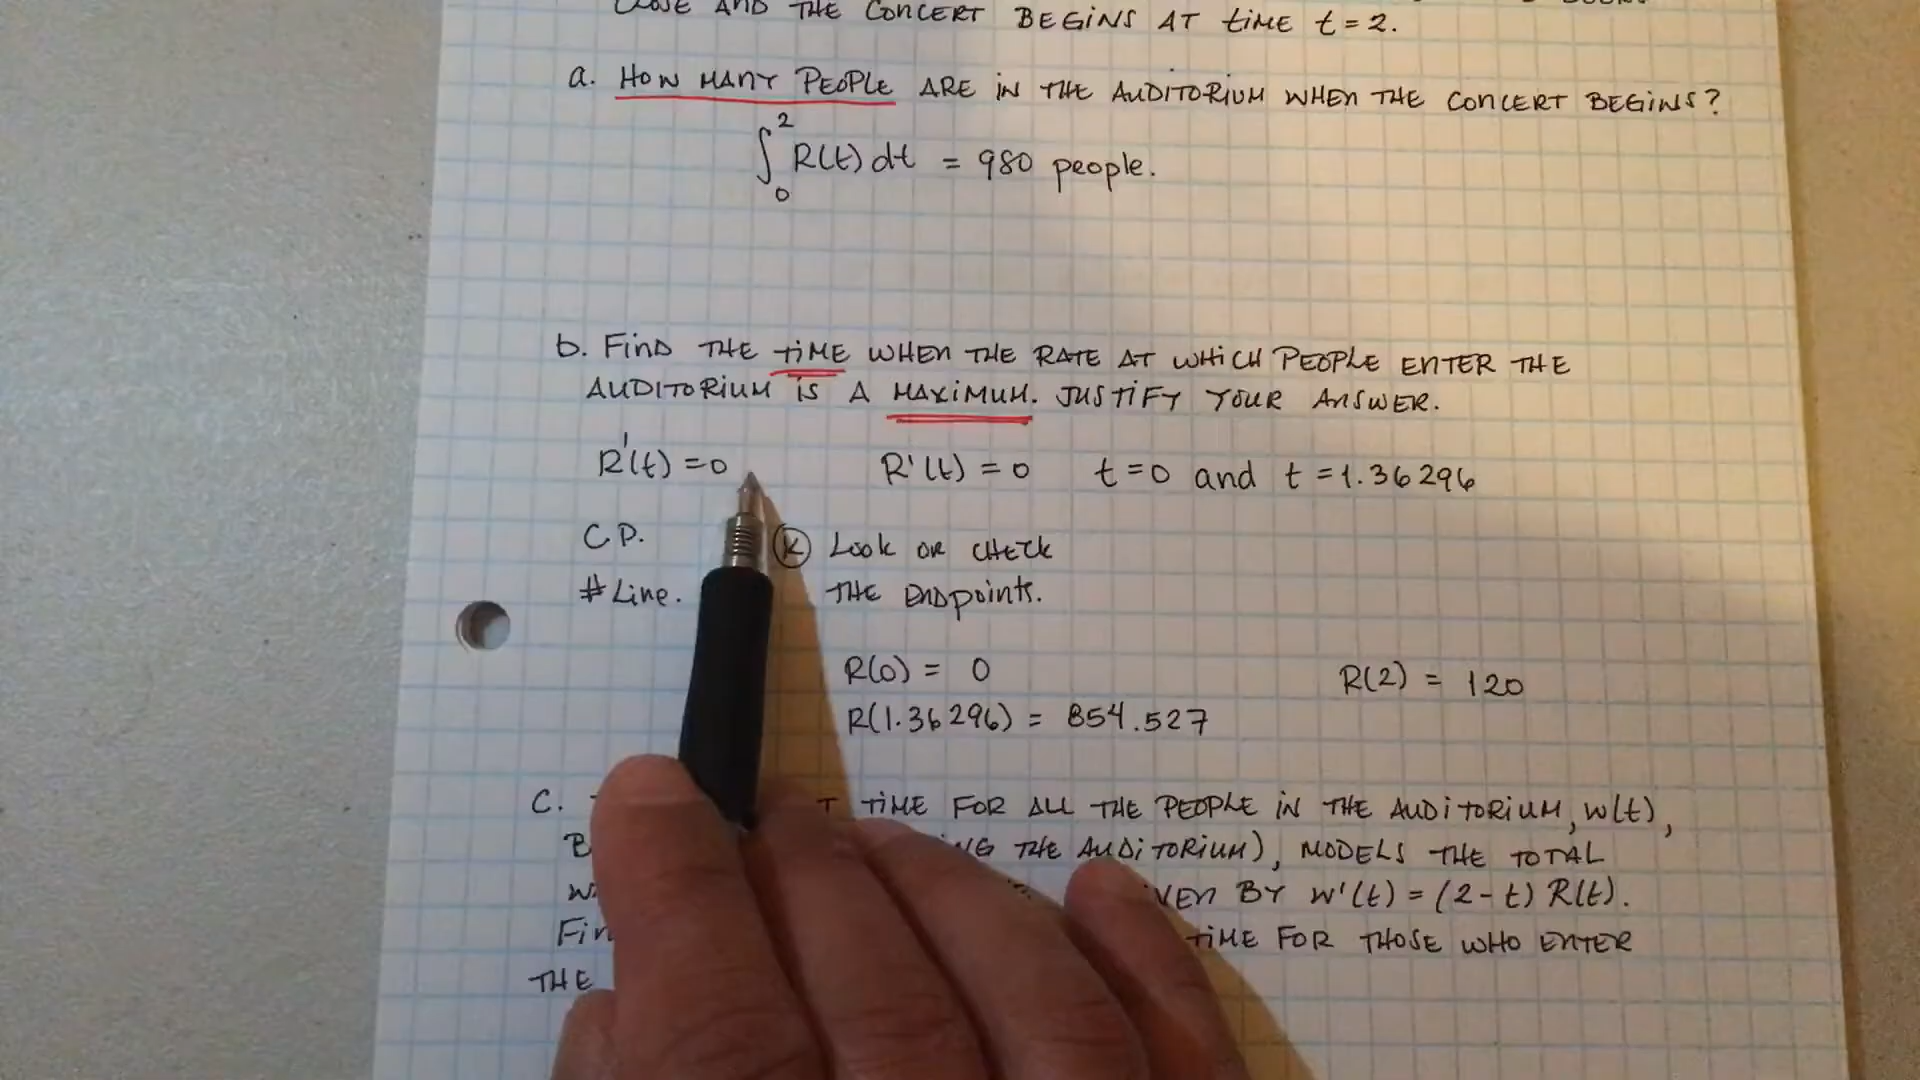 CLOSE AND THE CONCERT BEGINS AT TIME t = 2.
a. HOW MANY PEOPLE ARE IN THE AUDITORIUM WHEN THE CONCERT BEGINS?
∫₀² R(t) dt = 980 people.
b. FIND THE TIME WHEN THE RATE AT WHICH PEOPLE ENTER THE
AUDITORIUM IS A MAXIMUM. JUSTIFY YOUR ANSWER.
R'(t) = 0 R'(t) = 0 t = 0 and t = 1.36296
C.P. Ⓚ LOOK OR CHECK
# Line. THE ENDPOINTS.
R(0) = 0 R(2) = 120
R(1.36296) = 854.527
C. TIME FOR ALL THE PEOPLE IN THE AUDITORIUM, W(t),
THE AUDITORIUM), MODELS THE TOTAL
BY W'(t) = (2 - t) R(t).
TIME FOR THOSE WHO ENTER
THE